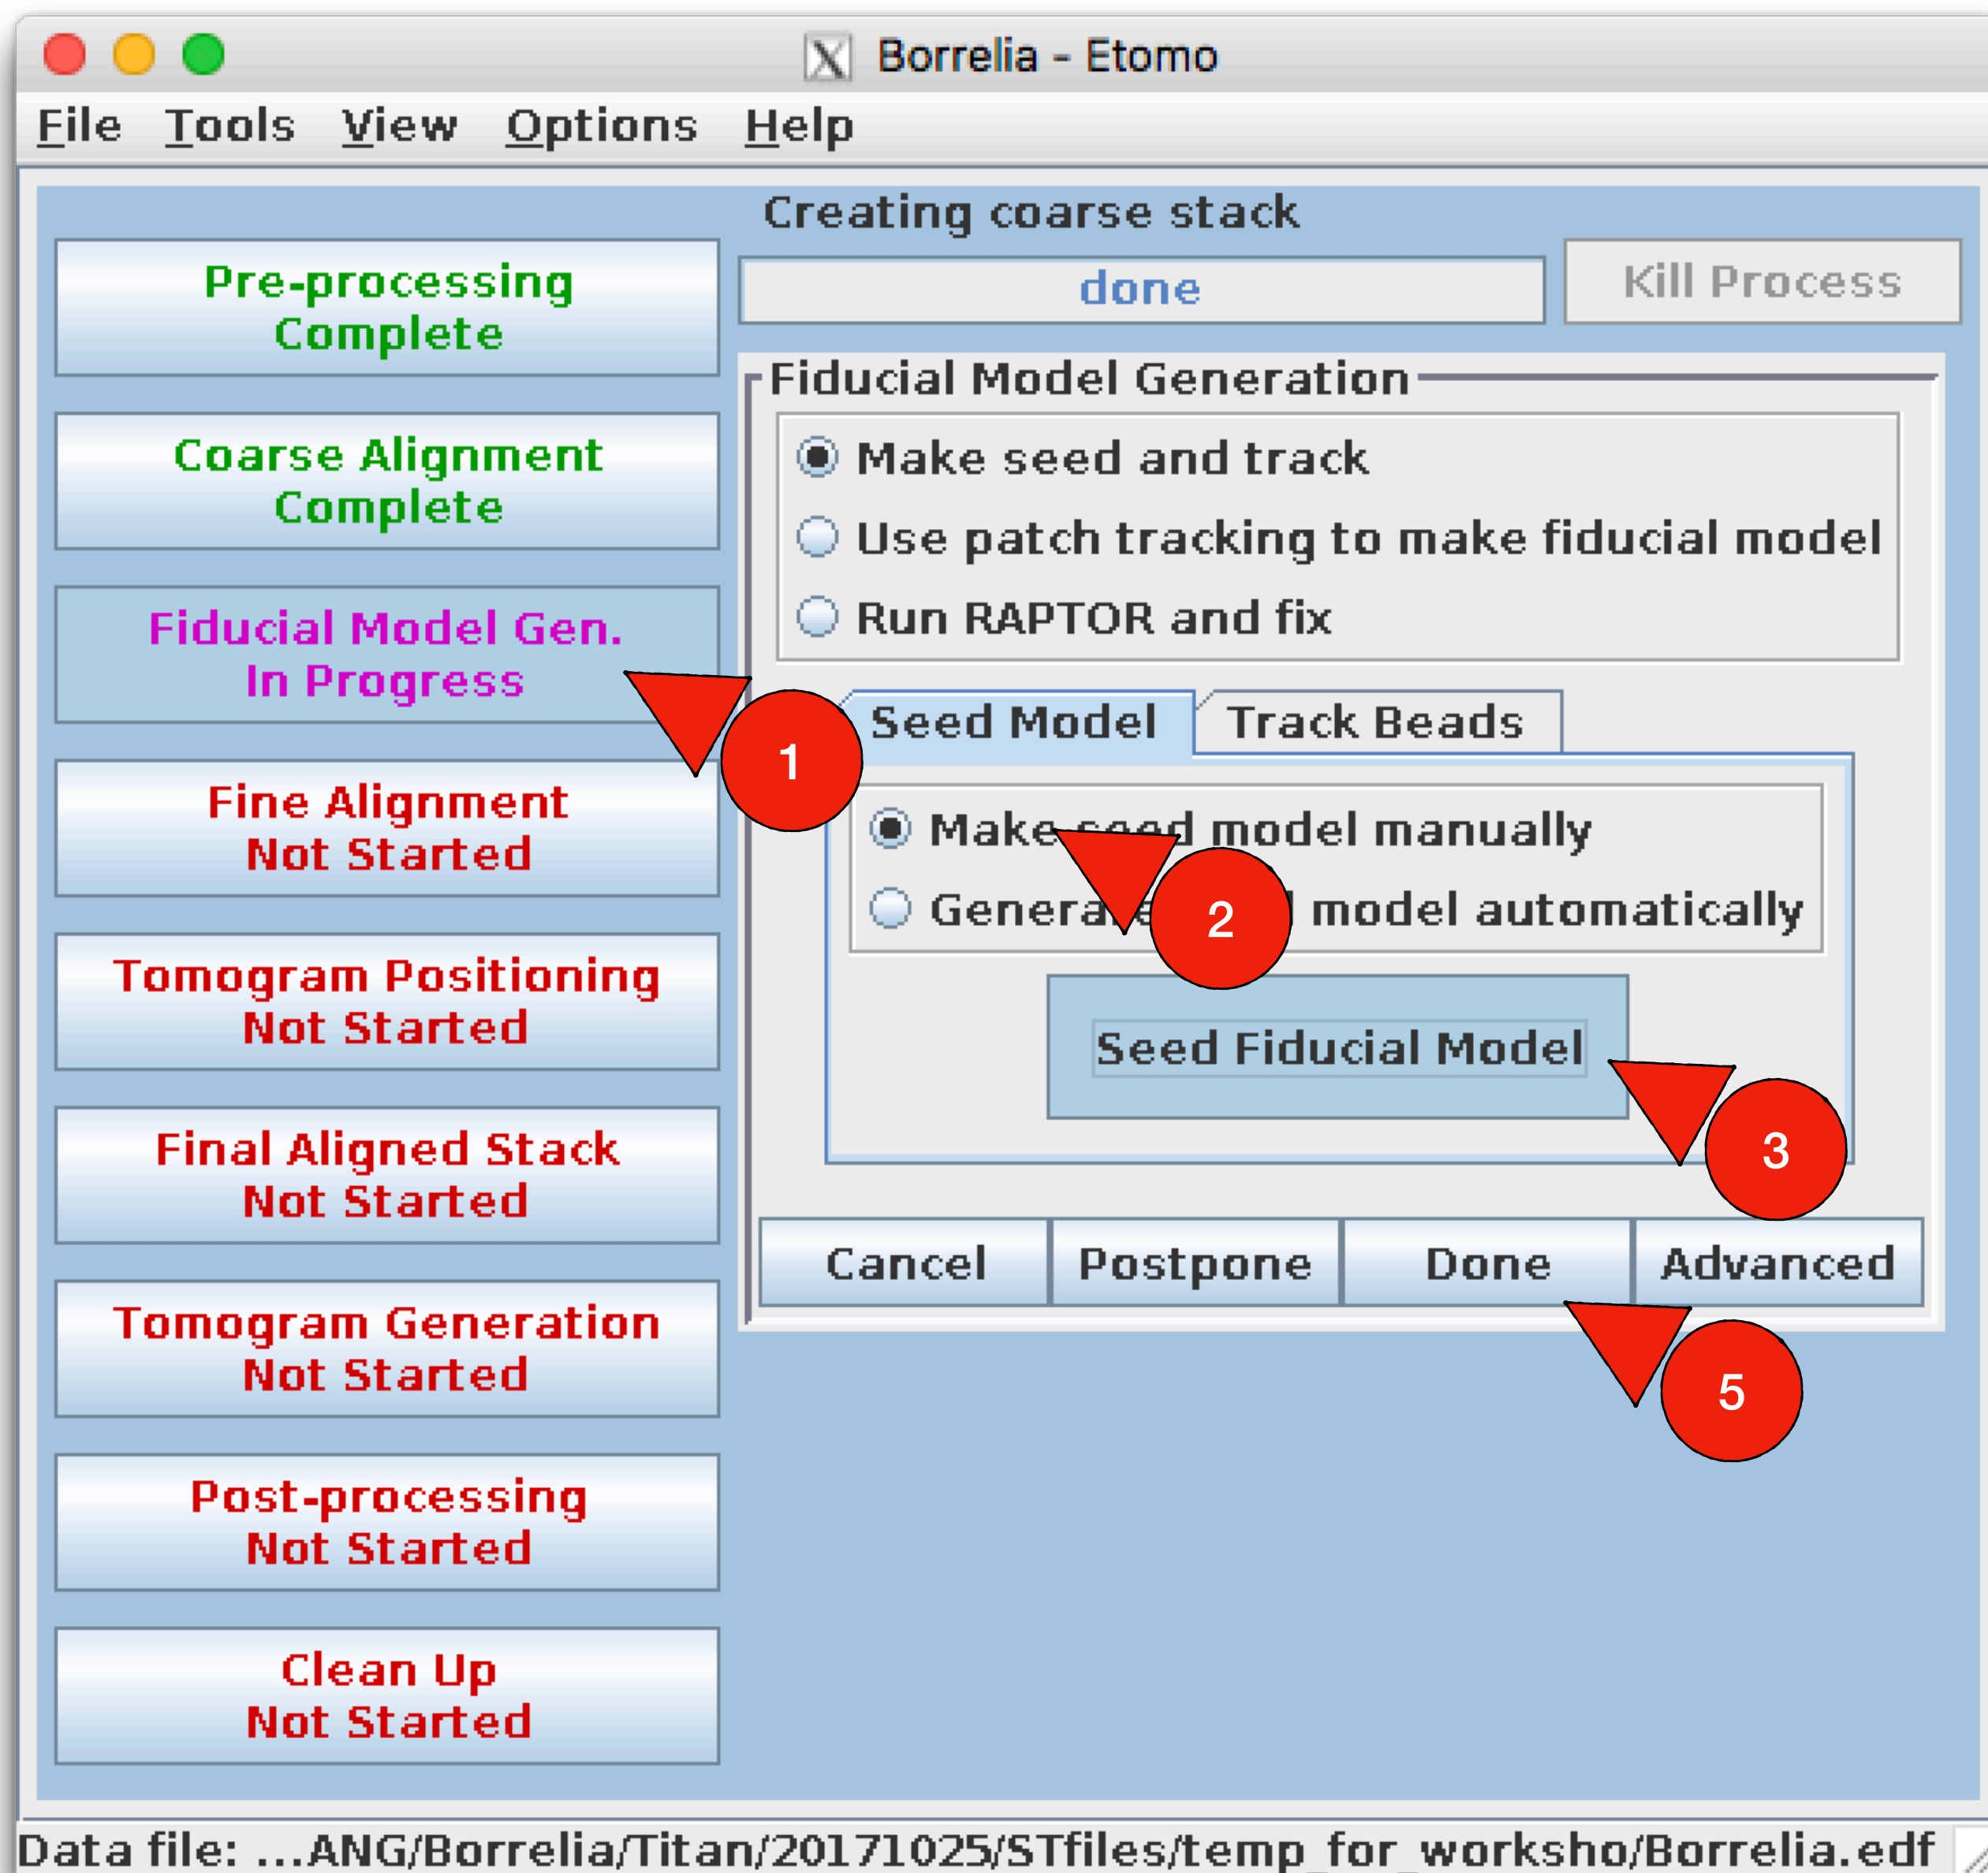 Borrelia - Etomo
File Tools View Options Help
Creating coarse stack
done
Kill Process
Pre-processing
Complete
Coarse Alignment
Complete
Fiducial Model Gen.
In Progress
Fine Alignment
Not Started
Tomogram Positioning
Not Started
Final Aligned Stack
Not Started
Tomogram Generation
Not Started
Post-processing
Not Started
Clean Up
Not Started
Fiducial Model Generation
Make seed and track
Use patch tracking to make fiducial model
Run RAPTOR and fix
1
Seed Model
Track Beads
Make seed model manually
2
model automatically
Seed Fiducial Model
3
Cancel
Postpone
Done
Advanced
5
Data file: ...ANG/Borrelia/Titan/20171025/STfiles/temp_for_worksho/Borrelia.edf